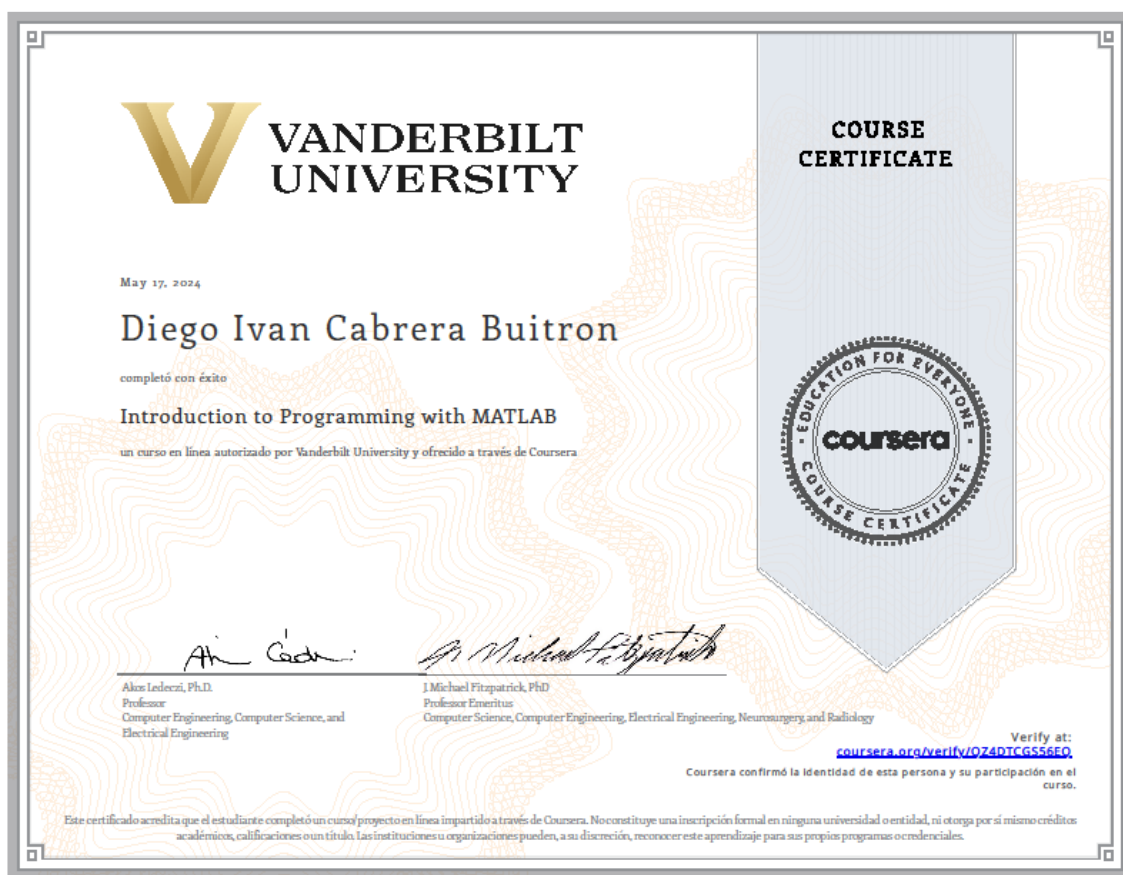 VANDERBILT
UNIVERSITY
COURSE
CERTIFICATE
May 17, 2024
Diego Ivan Cabrera Buitron
completó con éxito
Introduction to Programming with MATLAB
un curso en línea autorizado por Vanderbilt University y ofrecido a través de Coursera
EDUCATION FOR EVERYONE
coursera
COURSE CERTIFICATE
Akos Ledeczi, Ph.D.
Professor
Computer Engineering, Computer Science, and
Electrical Engineering
J. Michael Fitzpatrick, PhD
Professor Emeritus
Computer Science, Computer Engineering, Electrical Engineering, Neurosurgery, and Radiology
Verify at:
coursera.org/verify/QZ4DTCGS56EQ
Coursera confirmó la identidad de esta persona y su participación en el
curso.
Este certificado acredita que el estudiante completó un curso/proyecto en línea impartido a través de Coursera. No constituye una inscripción formal en ninguna universidad o entidad, ni otorga por sí mismo créditos
académicos, calificaciones o un título. Las instituciones u organizaciones pueden, a su discreción, reconocer este aprendizaje para sus propios programas o credenciales.